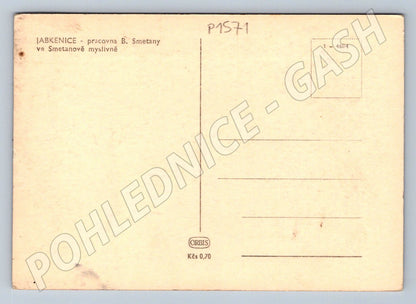 P1571
JABKENICE - pracovna B. Smetany
ve Smetanově myslivně
POHLEDNICE - GASH
ORBIS
Kčs 0,70